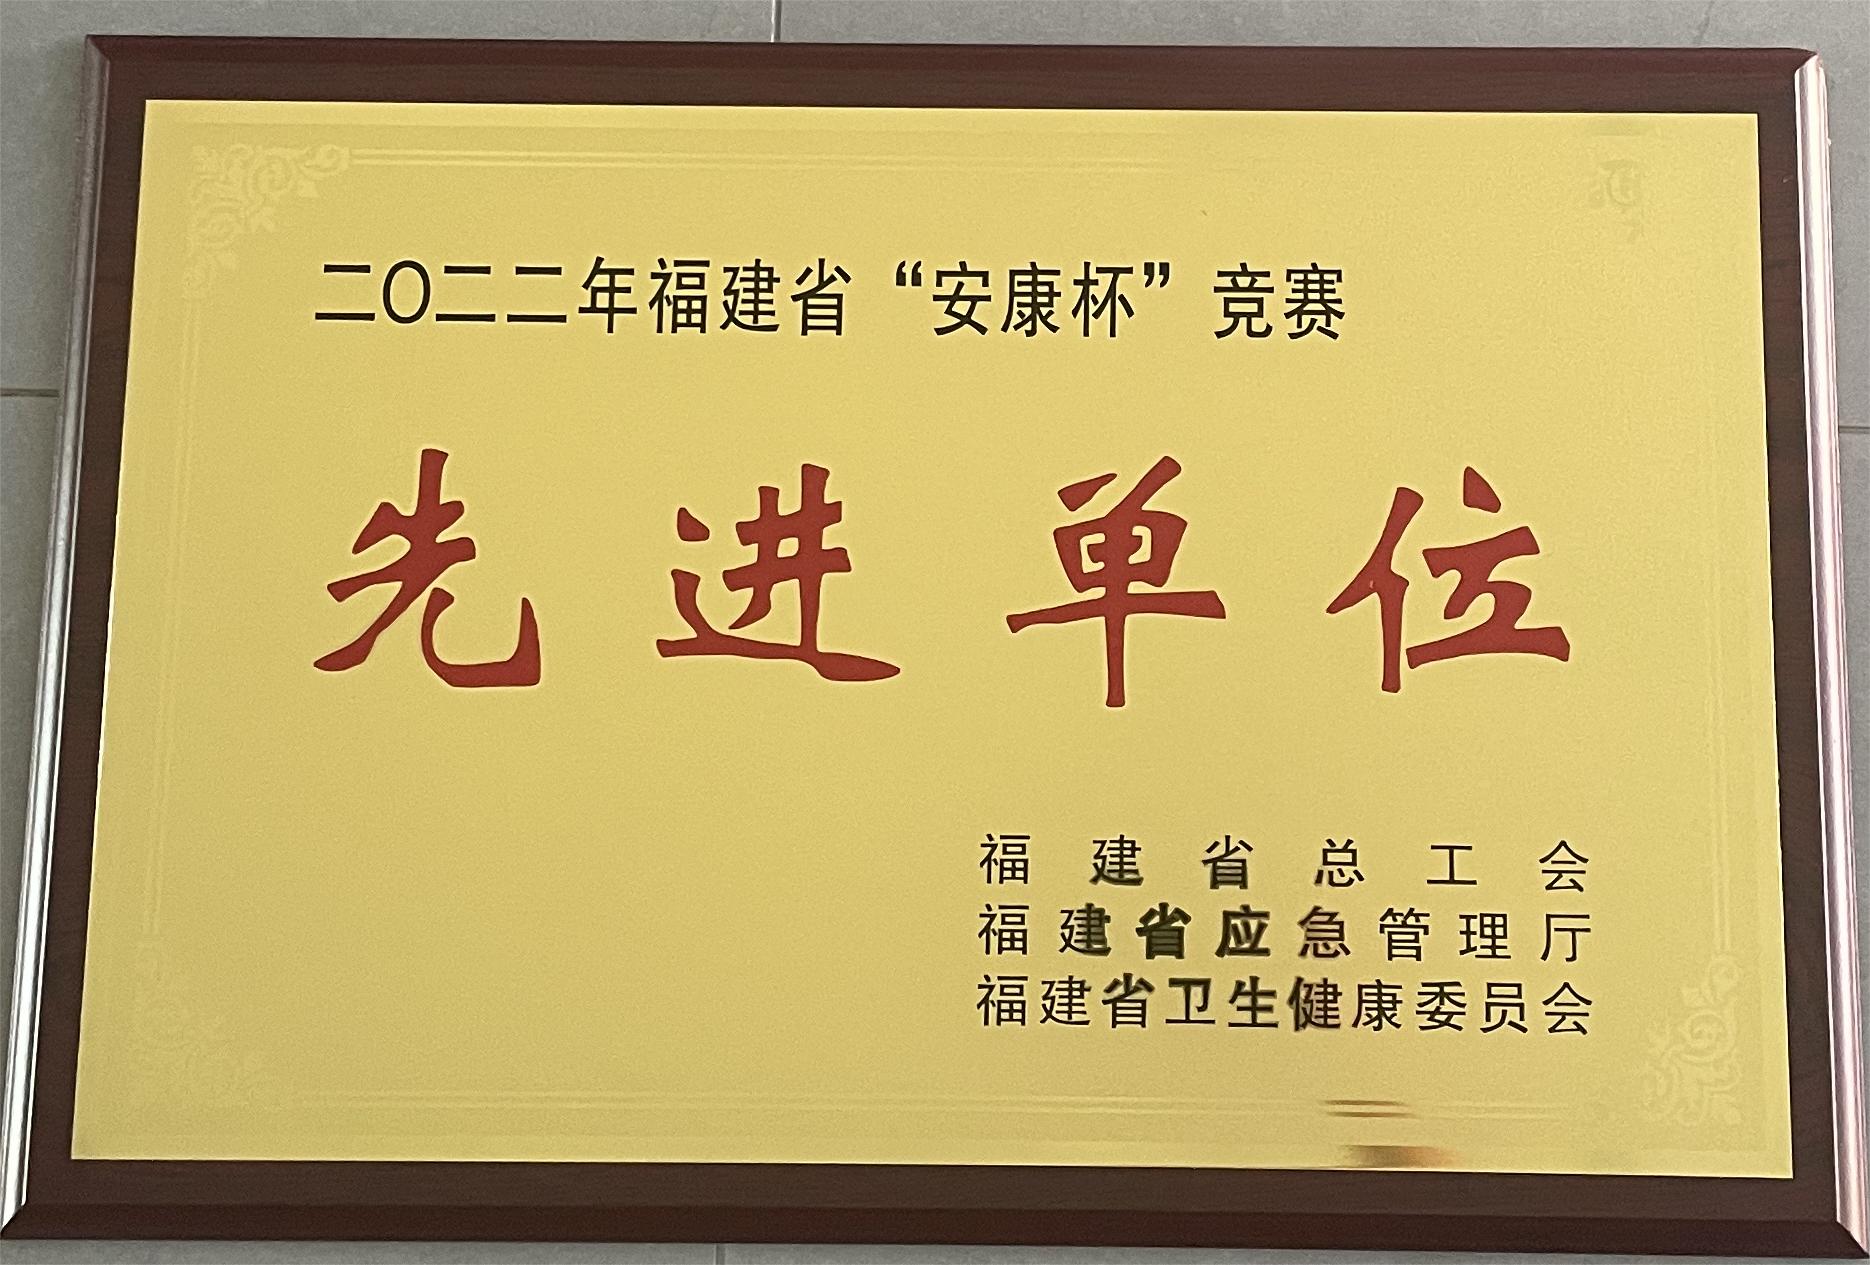 二〇二二年福建省“安康杯”竞赛
先进单位
福建省总工会
福建省应急管理厅
福建省卫生健康委员会